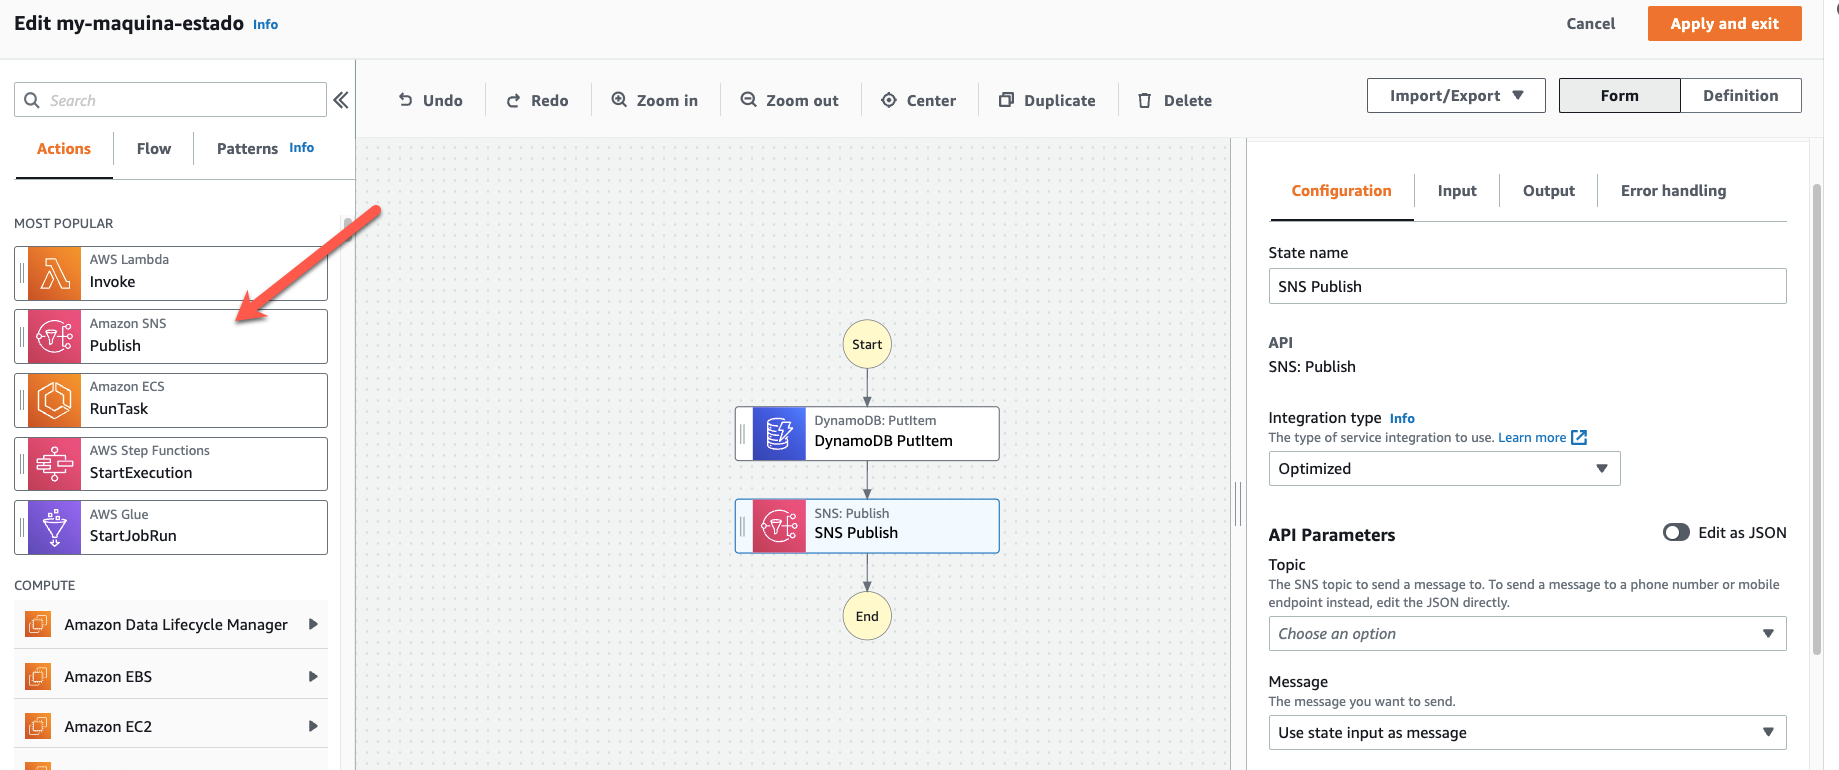 Edit my-maquina-estado Info
Cancel
Apply and exit
Search
Undo
Redo
Zoom in
Zoom out
Center
Duplicate
Delete
Import/Export
Form
Definition
Actions
Flow
Patterns Info
MOST POPULAR
AWS Lambda
Invoke
Amazon SNS
Publish
Amazon ECS
RunTask
AWS Step Functions
StartExecution
AWS Glue
StartJobRun
COMPUTE
Amazon Data Lifecycle Manager
Amazon EBS
Amazon EC2
Start
DynamoDB: PutItem
DynamoDB PutItem
SNS: Publish
SNS Publish
End
Configuration
Input
Output
Error handling
State name
SNS Publish
API
SNS: Publish
Integration type Info
The type of service integration to use. Learn more
Optimized
API Parameters
Edit as JSON
Topic
The SNS topic to send a message to. To send a message to a phone number or mobile
endpoint instead, edit the JSON directly.
Choose an option
Message
The message you want to send.
Use state input as message